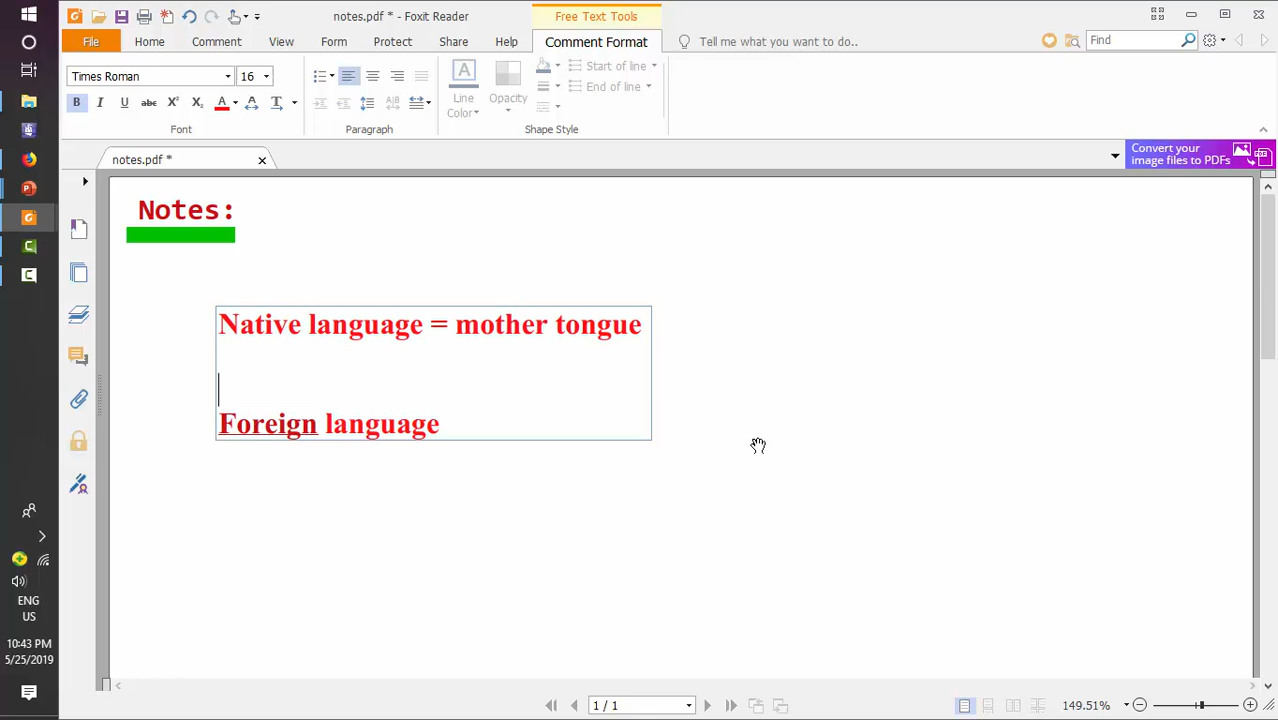 notes.pdf * - Foxit Reader
Free Text Tools
File
Home
Comment
View
Form
Protect
Share
Help
Comment Format
Tell me what you want to do..
Find
Times Roman
16
Line
Color
Opacity
Start of line
End of line
Font
Paragraph
Shape Style
notes.pdf *
Convert your
image files to PDFs
Notes:
Native language = mother tongue
Foreign language
ENG
US
10:43 PM
5/25/2019
1 / 1
149.51%